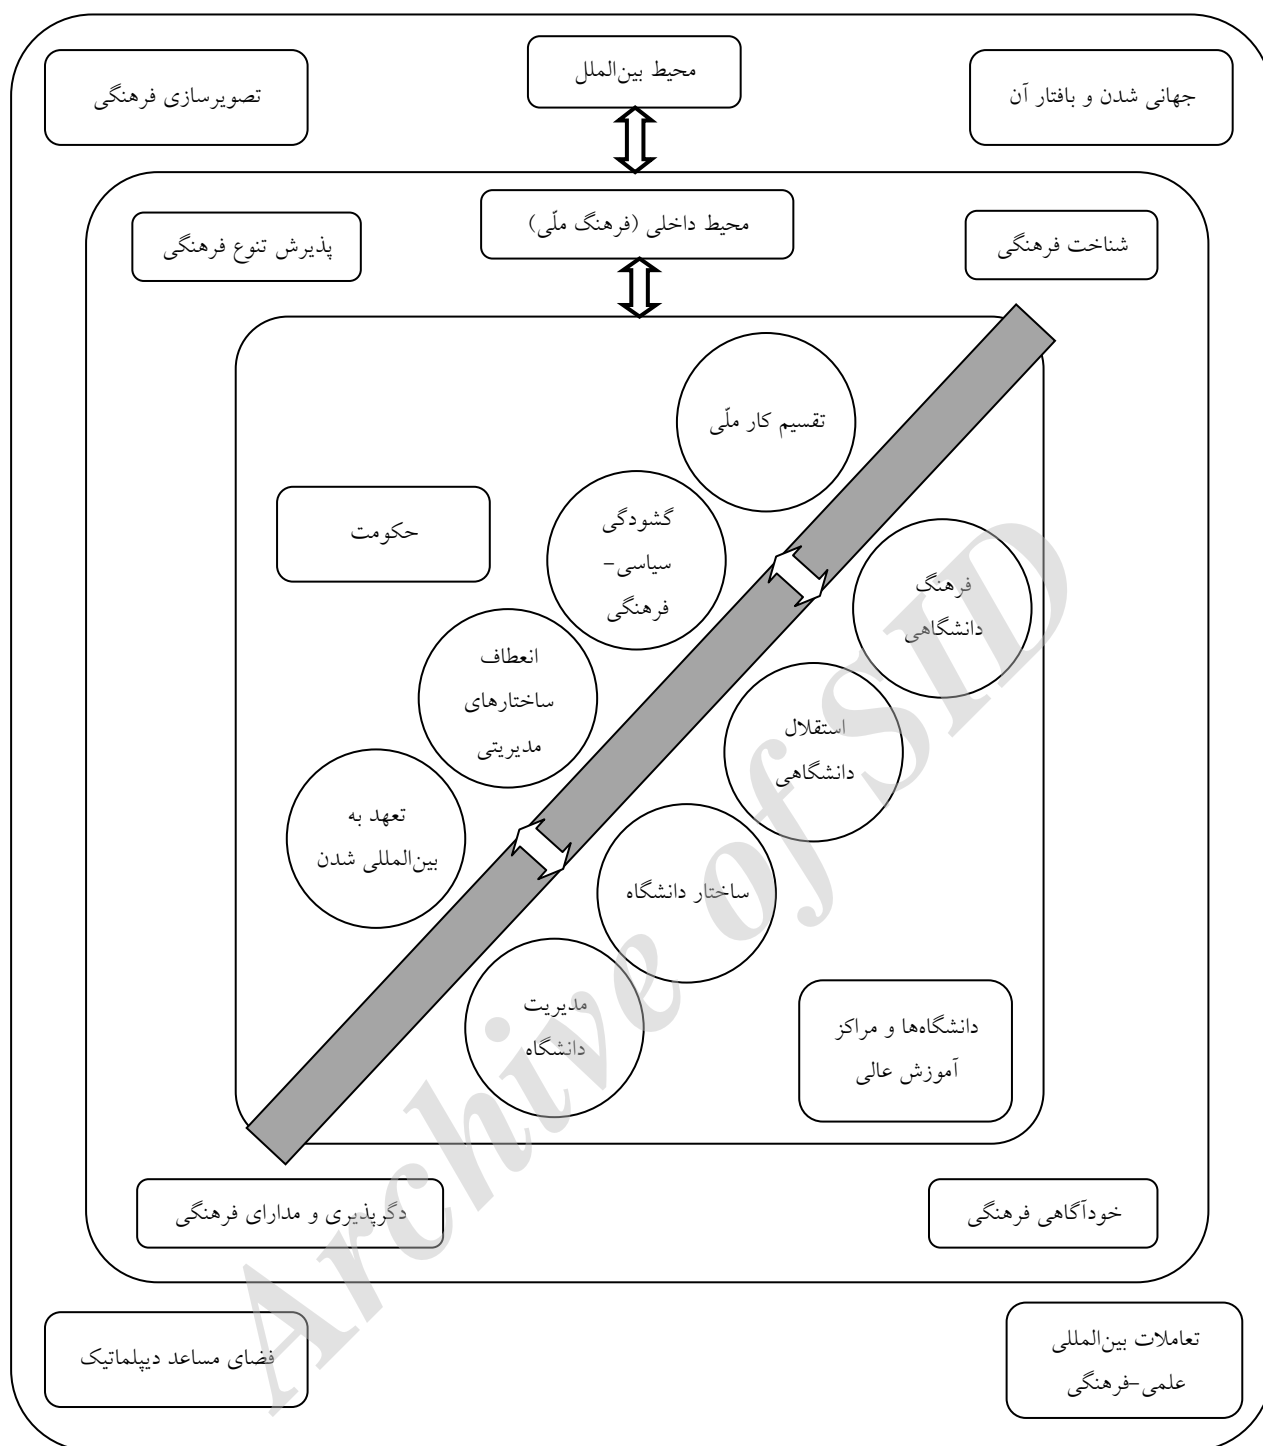 محیط بین‌الملل
جهانی شدن و بافتار آن
تصویرسازی فرهنگی
محیط داخلی (فرهنگ ملّی)
شناخت فرهنگی
پذیرش تنوع فرهنگی
تقسیم کار ملّی
گشودگی
سیاسی-
فرهنگی
حکومت
فرهنگ
دانشگاهی
انعطاف
ساختارهای
مدیریتی
استقلال
دانشگاهی
تعهد به
بین‌المللی شدن
ساختار دانشگاه
مدیریت
دانشگاه
دانشگاه‌ها و مراکز
آموزش عالی
خودآگاهی فرهنگی
دگرپذیری و مدارای فرهنگی
تعاملات بین‌المللی
علمی-فرهنگی
فضای مساعد دیپلماتیک
Archive of SID